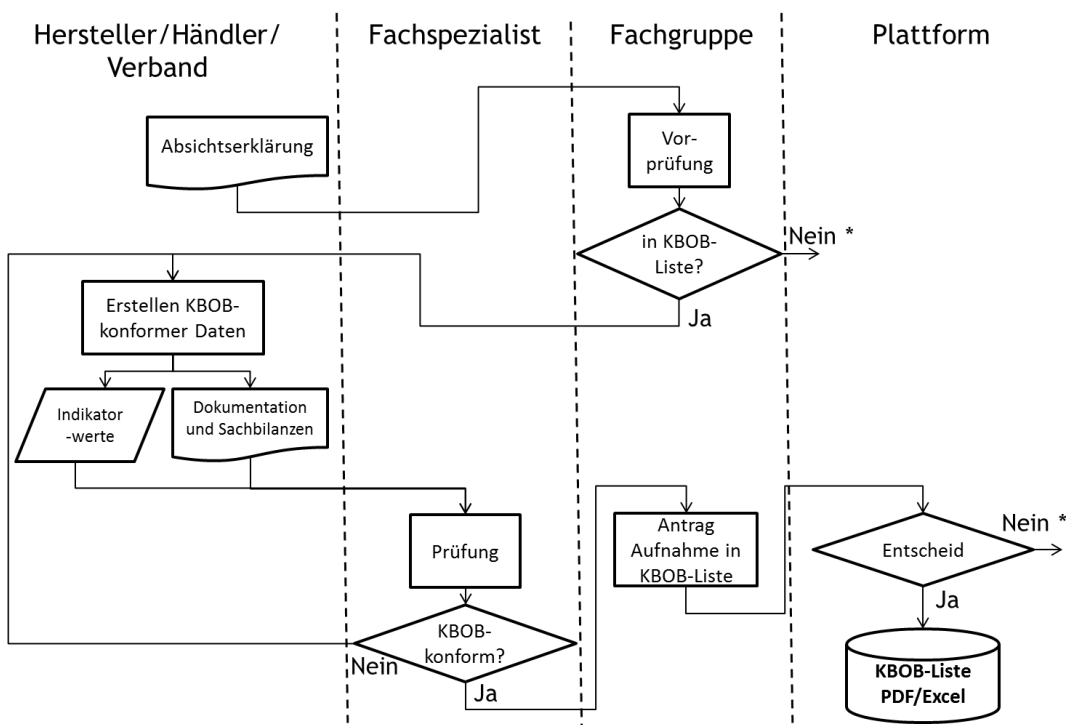 Hersteller/Händler/
Verband
Fachspezialist
Fachgruppe
Plattform
Absichtserklärung
Vor-
prüfung
in KBOB-
Liste?
Nein *
Ja
Erstellen KBOB-
konformer Daten
Indikator
-werte
Dokumentation
und Sachbilanzen
Prüfung
KBOB-
konform?
Nein
Ja
Antrag
Aufnahme in
KBOB-Liste
Entscheid
Nein *
Ja
KBOB-Liste
PDF/Excel